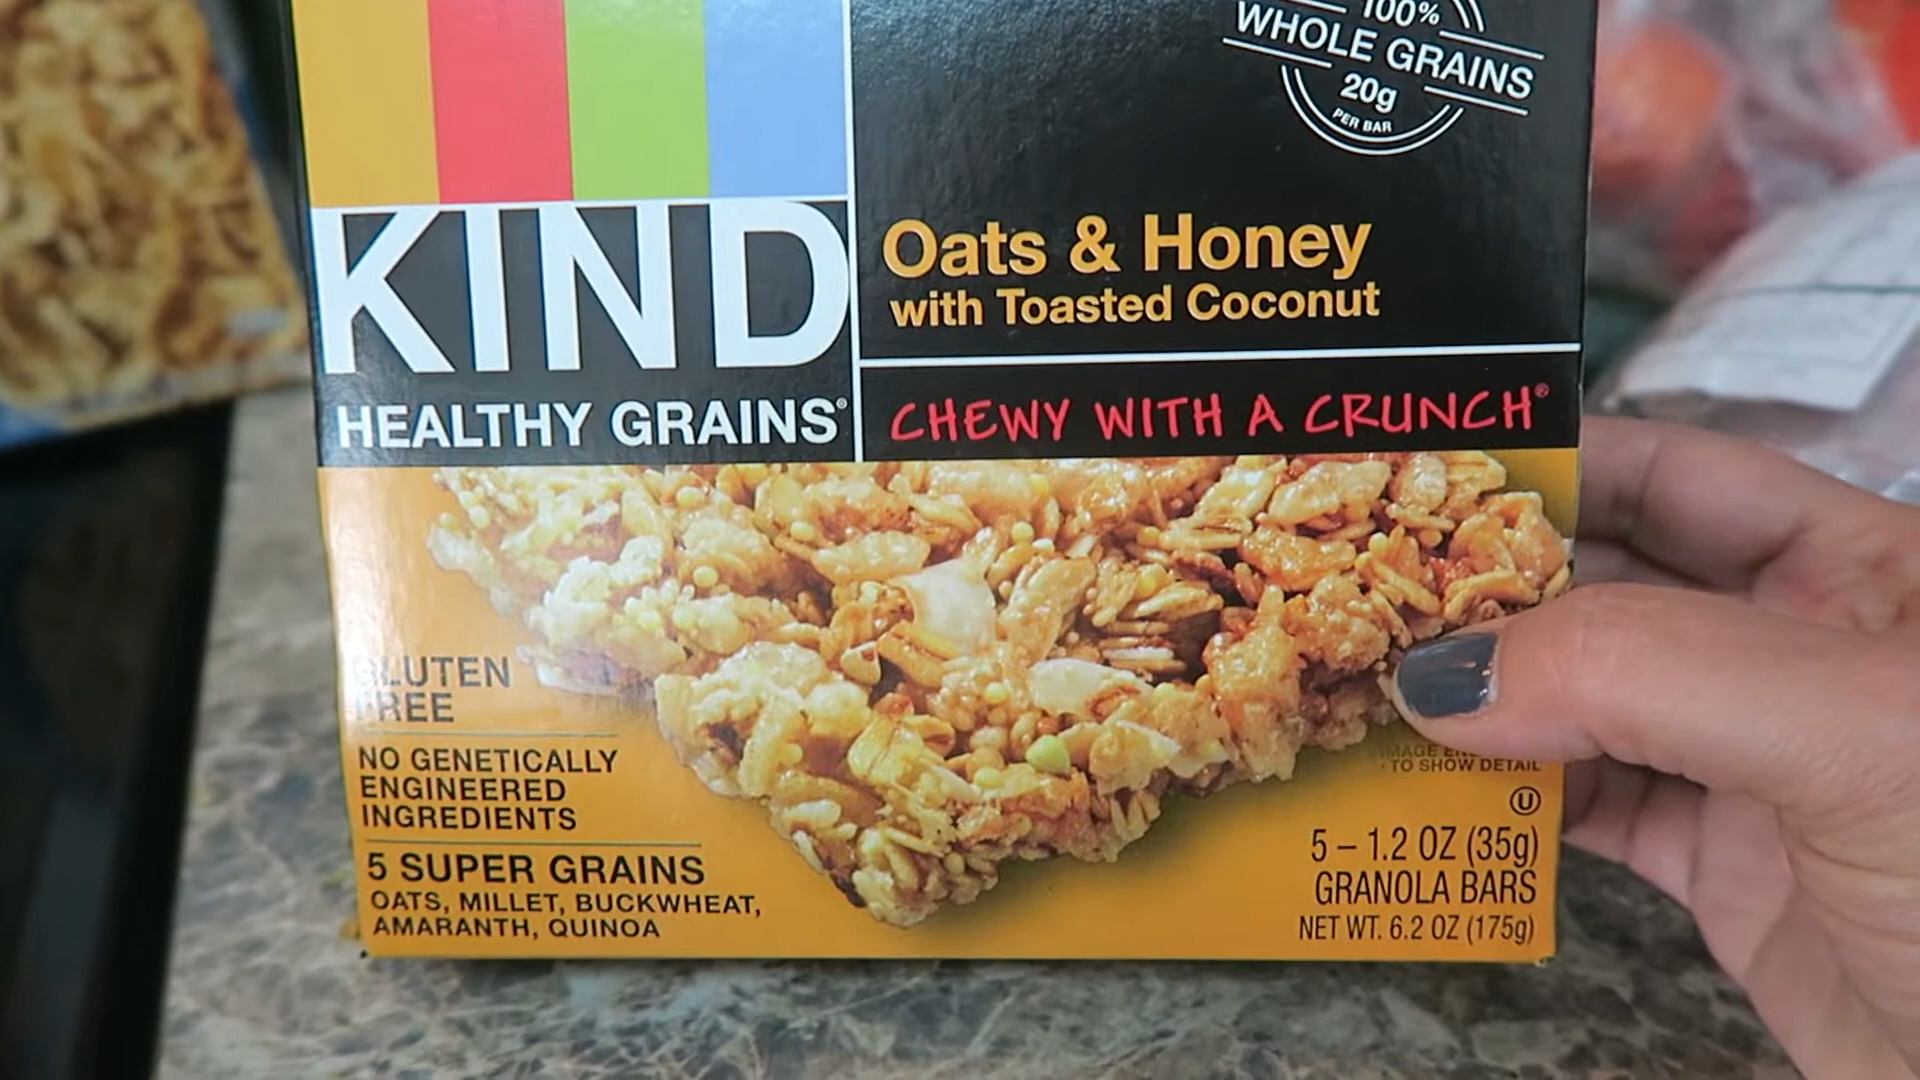 100%
WHOLE GRAINS
20g
PER BAR
KIND
HEALTHY GRAINS®
Oats & Honey
with Toasted Coconut
CHEWY WITH A CRUNCH®
GLUTEN
FREE
NO GENETICALLY
ENGINEERED
INGREDIENTS
5 SUPER GRAINS
OATS, MILLET, BUCKWHEAT,
AMARANTH, QUINOA
IMAGE
TO SHOW DETAIL
U
5 – 1.2 OZ (35g)
GRANOLA BARS
NET WT. 6.2 OZ (175g)